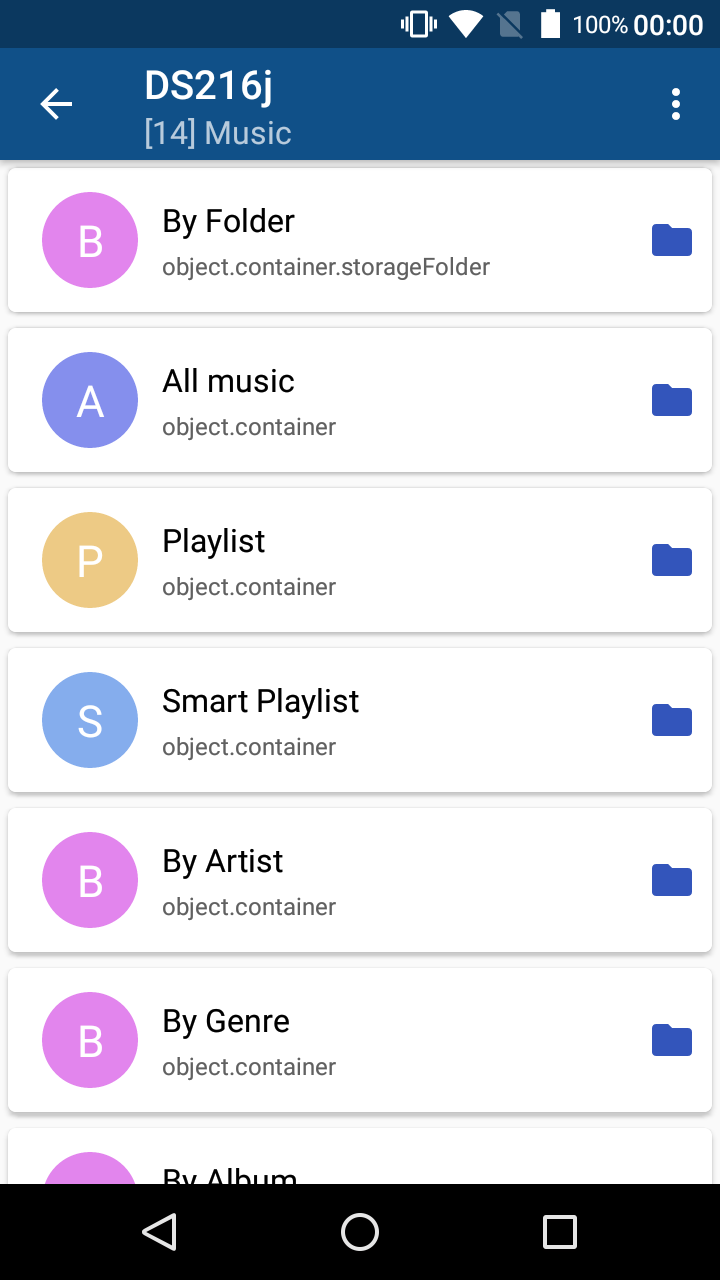 100% 00:00
DS216j
[14] Music
B
By Folder
object.container.storageFolder
A
All music
object.container
P
Playlist
object.container
S
Smart Playlist
object.container
B
By Artist
object.container
B
By Genre
object.container
By Album